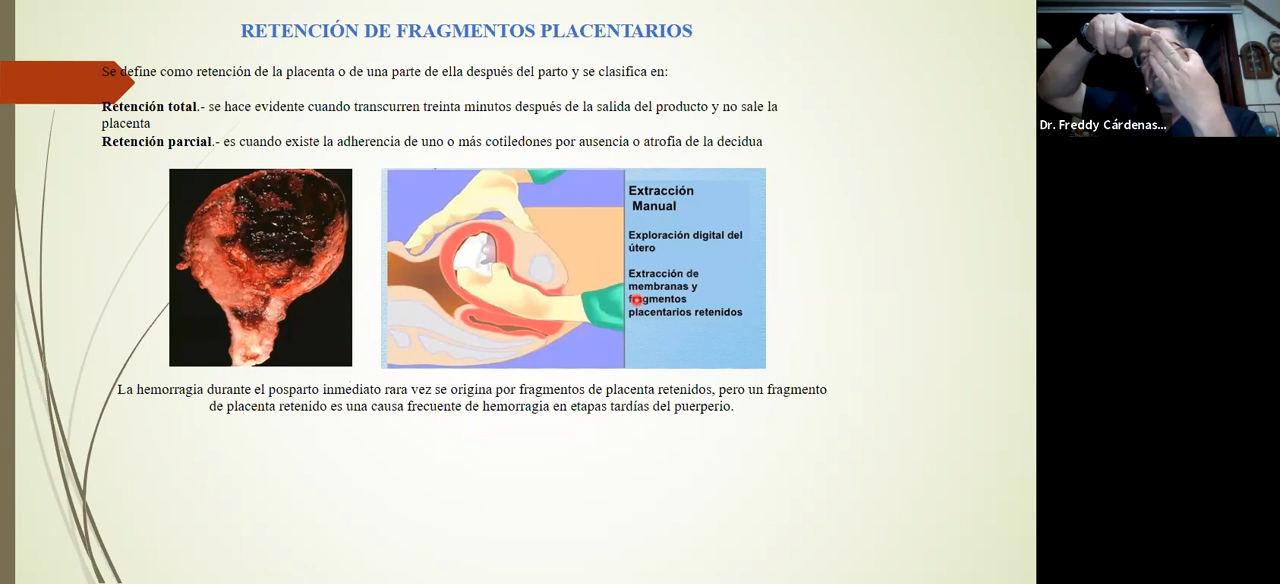 RETENCIÓN DE FRAGMENTOS PLACENTARIOS
Se define como retención de la placenta o de una parte de ella después del parto y se clasifica en:
Retención total.- se hace evidente cuando transcurren treinta minutos después de la salida del producto y no sale la
placenta
Retención parcial.- es cuando existe la adherencia de uno o más cotiledones por ausencia o atrofia de la decidua
Extracción
Manual
Exploración digital del
útero
Extracción de
membranas y
fragmentos
placentarios retenidos
La hemorragia durante el posparto inmediato rara vez se origina por fragmentos de placenta retenidos, pero un fragmento
de placenta retenido es una causa frecuente de hemorragia en etapas tardías del puerperio.
Dr. Freddy Cárdenas...